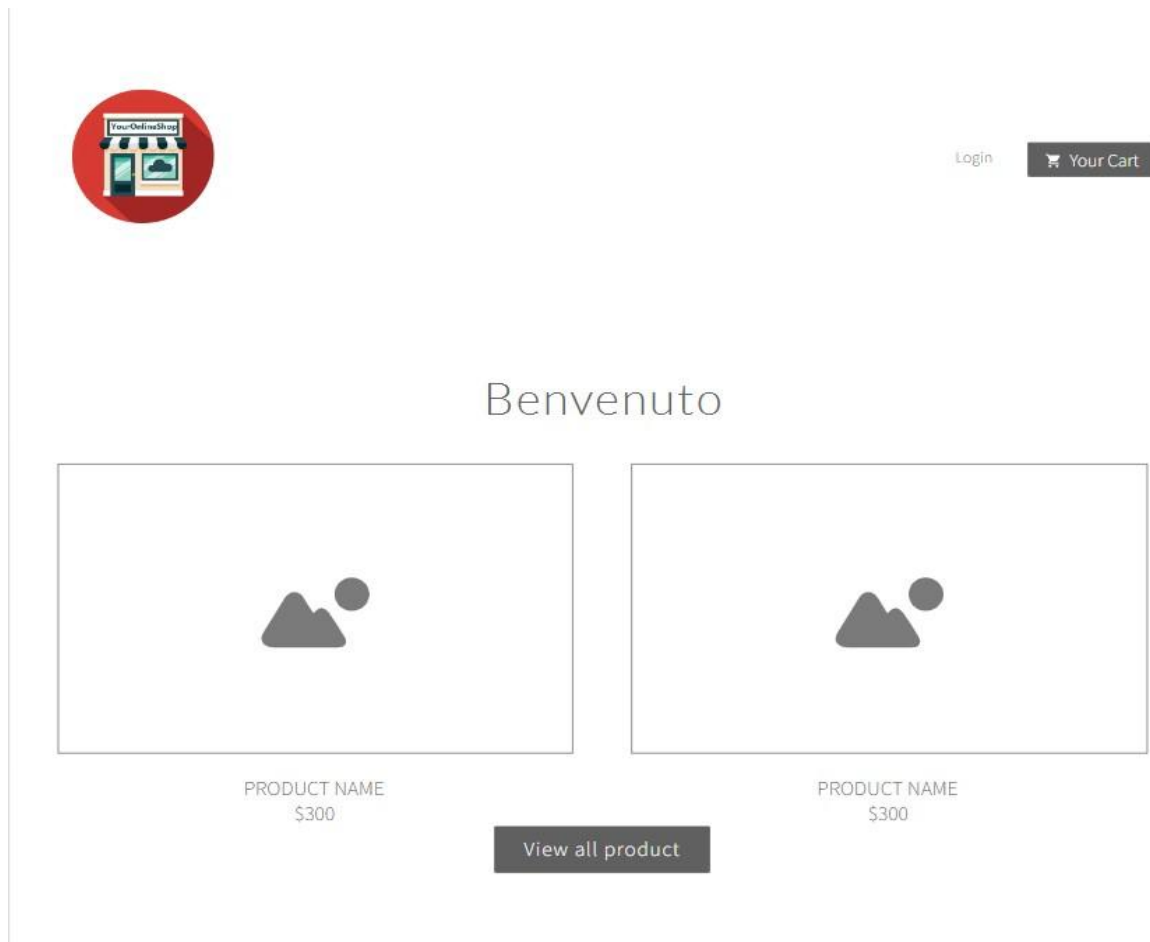 YourOnlineShop
Login
Your Cart
Benvenuto
PRODUCT NAME
$300
PRODUCT NAME
$300
View all product